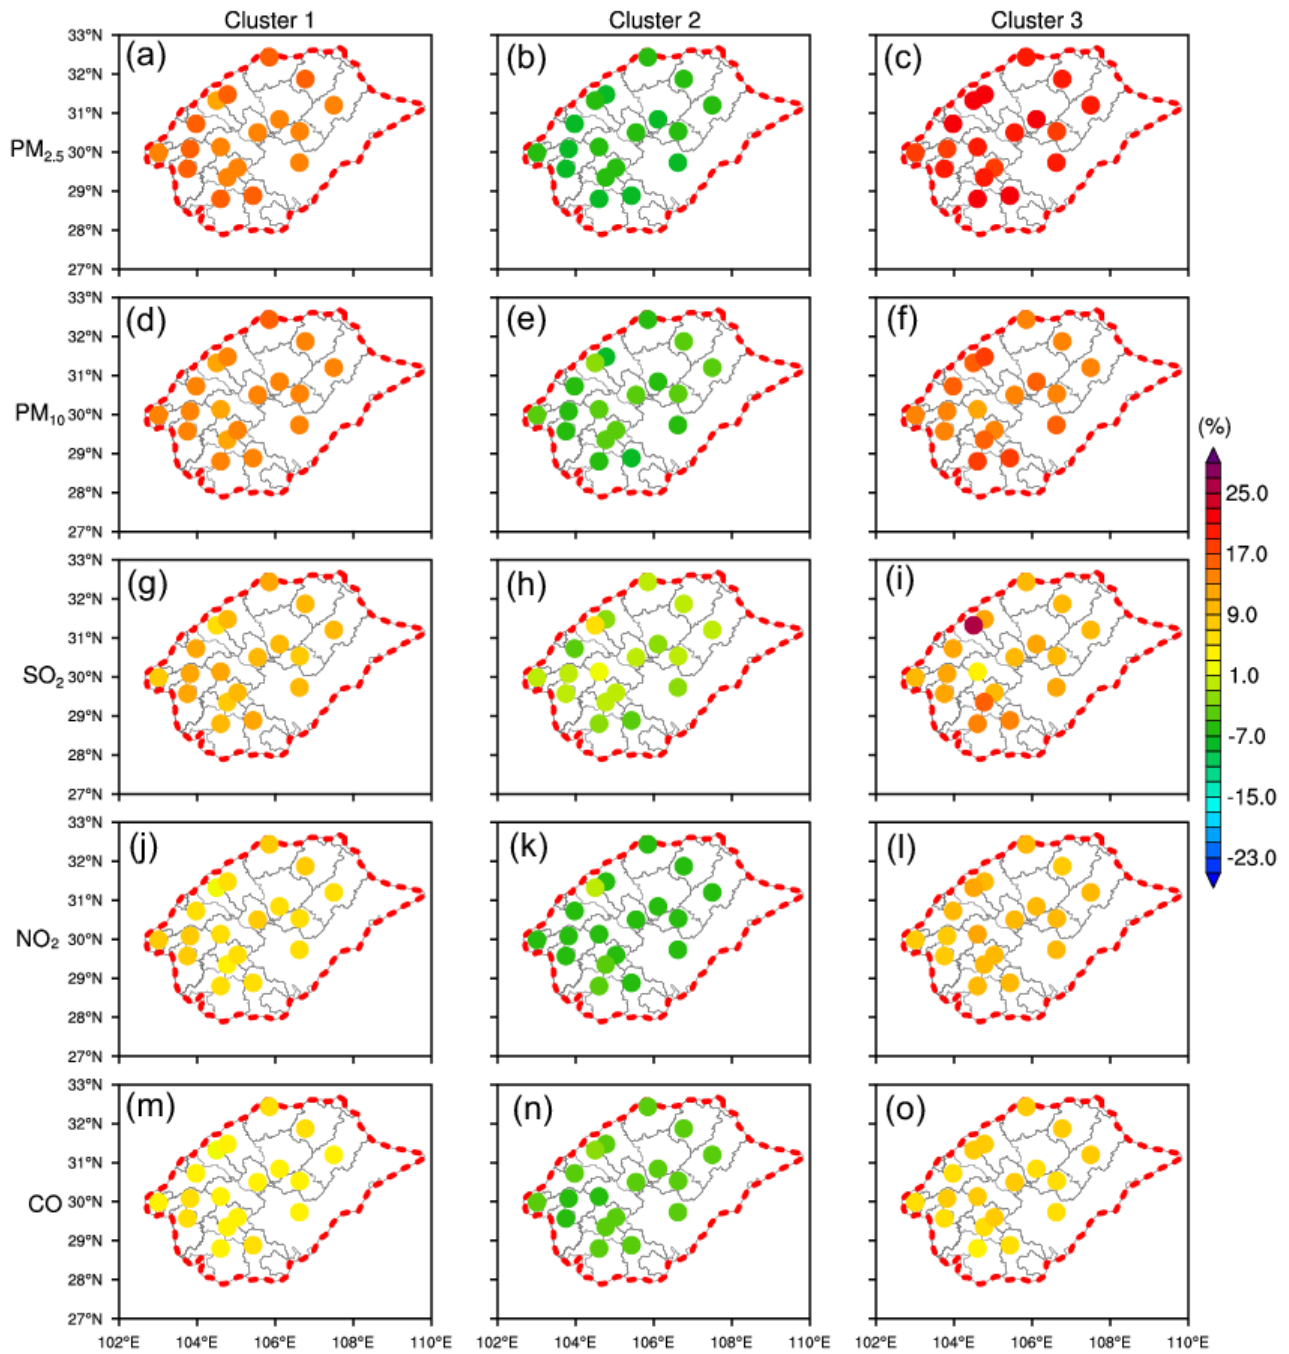 Cluster 1 Cluster 2 Cluster 3
33°N (a) (b) (c)
32°N
31°N
PM2.5 30°N
29°N
28°N
27°N
33°N (d) (e) (f)
32°N
31°N
PM10 30°N
29°N
28°N
27°N
(%)
25.0
17.0
9.0
1.0
-7.0
-15.0
-23.0
33°N (g) (h) (i)
32°N
31°N
SO2 30°N
29°N
28°N
27°N
33°N (j) (k) (l)
32°N
31°N
NO2 30°N
29°N
28°N
27°N
33°N (m) (n) (o)
32°N
31°N
CO 30°N
29°N
28°N
27°N
102°E 104°E 106°E 108°E 110°E 102°E 104°E 106°E 108°E 110°E 102°E 104°E 106°E 108°E 110°E